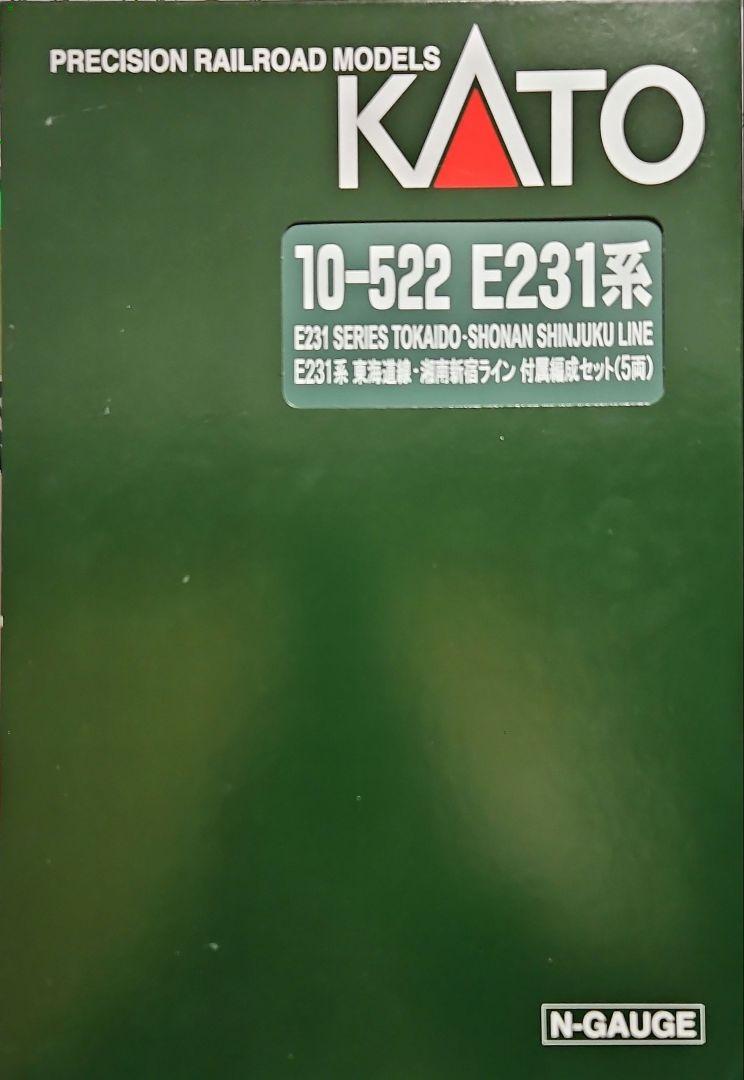 PRECISION RAILROAD MODELS
KATO
10-522 E231系
E231 SERIES TOKAIDO・SHONAN SHINJUKU LINE
E231系 東海道線・湘南新宿ライン 付属編成セット(5両)
N-GAUGE